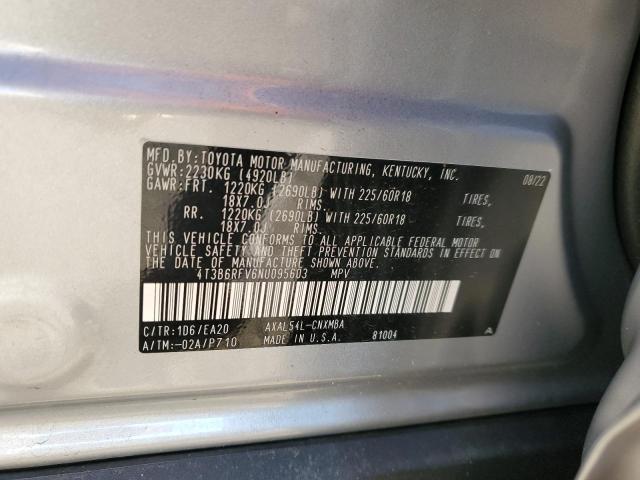 MFD.BY:TOYOTA MOTOR MANUFACTURING, KENTUCKY, INC. 08/22
GVWR:2230KG (4920LB)
GAWR:FRT. 1220KG (2690LB) WITH 225/60R18 TIRES,
18X7.0J RIMS.
RR. 1220KG (2690LB) WITH 225/60R18 TIRES,
18X7.0J RIMS.
THIS VEHICLE CONFORMS TO ALL APPLICABLE FEDERAL MOTOR
VEHICLE SAFETY AND THEFT PREVENTION STANDARDS IN EFFECT ON
THE DATE OF MANUFACTURE SHOWN ABOVE.
4T3B6RFV6NU095603 MPV
C/TR:1D6/EA20 AXAL54L-CNXMBA A
A/TM:-02A/P710 MADE IN U.S.A. 81004